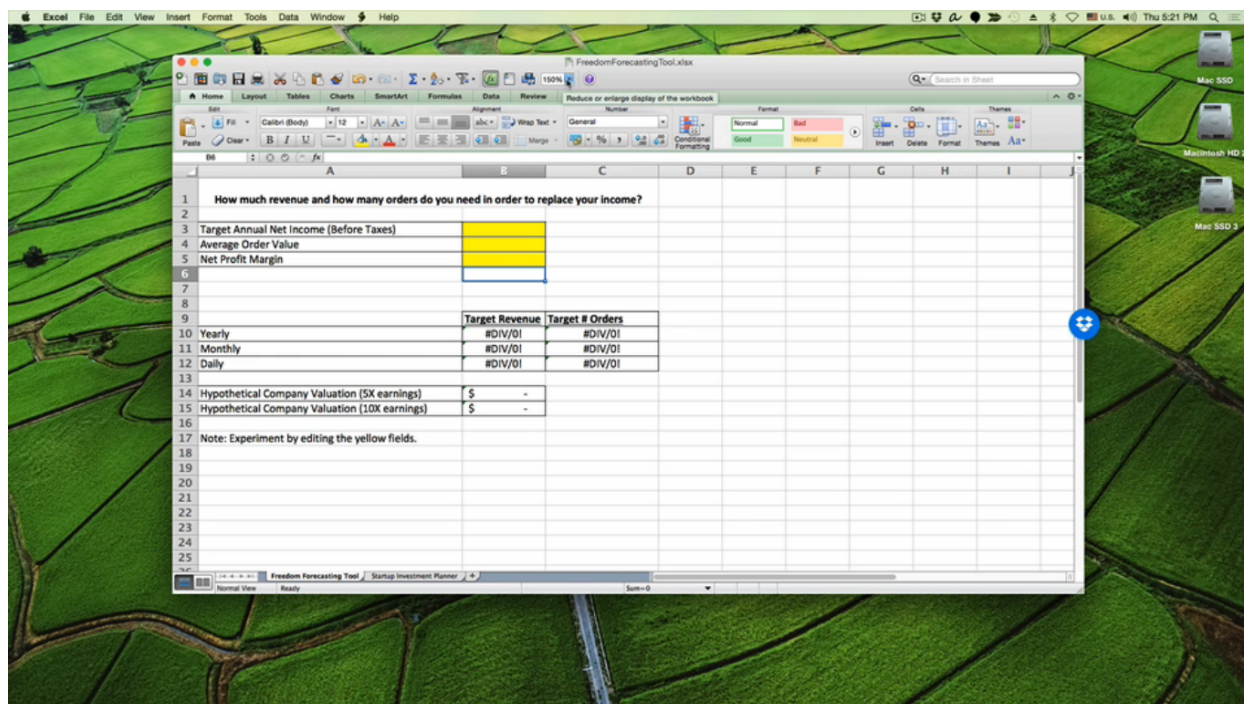 Excel File Edit View Insert Format Tools Data Window Help U.S. Thu 5:21 PM
FreedomForecastingTool.xlsx
150% Search in Sheet
Mac SSD
Home Layout Tables Charts SmartArt Formulas Data Review
Reduce or enlarge display of the workbook
Edit Font Alignment Number Format Cells Themes
Fill Calibri (Body) 12 A A abc Wrap Text General Normal Bad
Paste Clear B I U A Merge % Conditional Formatting Good Neutral Insert Delete Format Themes Aa
B6 fx
Macintosh HD 2
A B C D E F G H I J
1 How much revenue and how many orders do you need in order to replace your income?
2
3 Target Annual Net Income (Before Taxes)
Mac SSD 3
4 Average Order Value
5 Net Profit Margin
6
7
8
9 Target Revenue Target # Orders
10 Yearly #DIV/0! #DIV/0!
11 Monthly #DIV/0! #DIV/0!
12 Daily #DIV/0! #DIV/0!
13
14 Hypothetical Company Valuation (5X earnings) $ -
15 Hypothetical Company Valuation (10X earnings) $ -
16
17 Note: Experiment by editing the yellow fields.
18
19
20
21
22
23
24
25
Freedom Forecasting Tool Startup Investment Planner +
Normal View Ready Sum=0